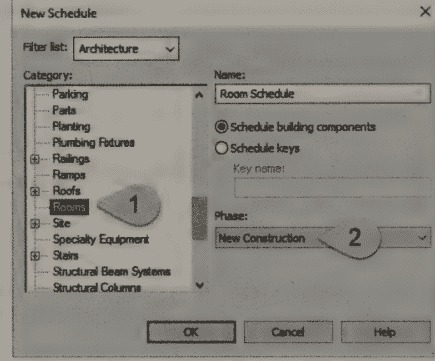 New Schedule
Filter list: Architecture
Category:
Parking
Parts
Planting
Plumbing Fixtures
Railings
Ramps
Roofs
Rooms
Site
Specialty Equipment
Stairs
Structural Beam Systems
Structural Columns
1
Name:
Room Schedule
Schedule building components
Schedule keys
Key name:
Phase:
New Construction
2
OK Cancel Help